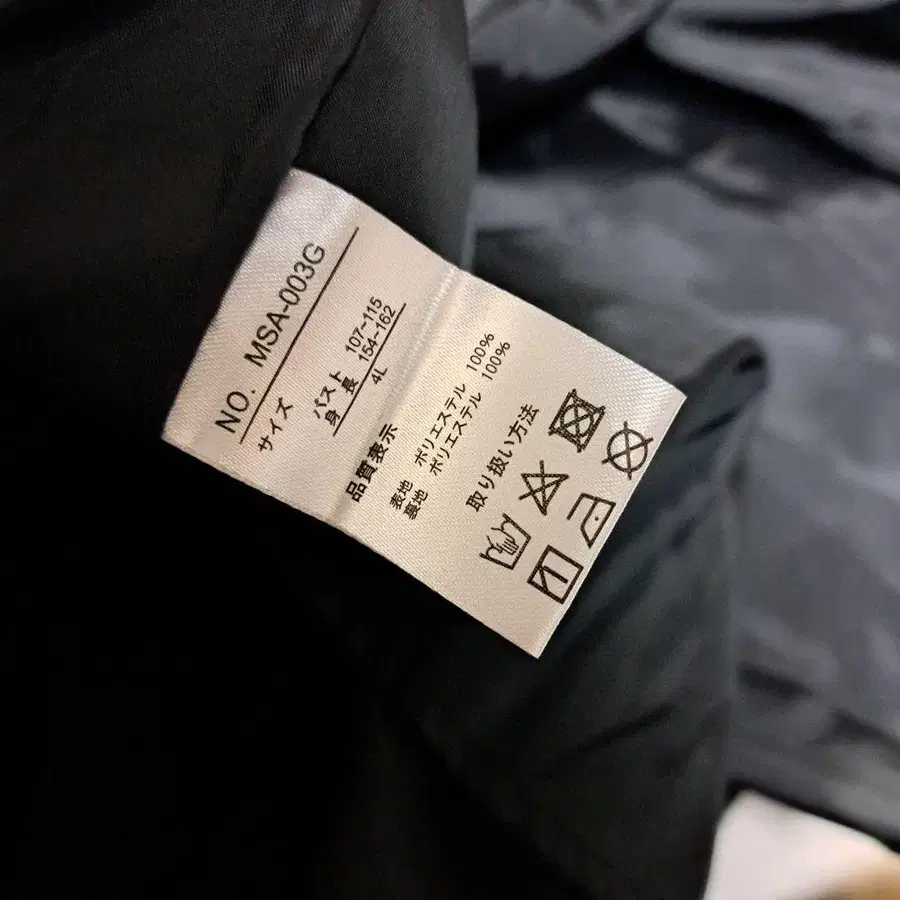 NO. MSA-003G
サイズ
バスト 107~115
身 長 154~162
4L
品質表示
表地 ポリエステル 100%
裏地 ポリエステル 100%
取り扱い方法